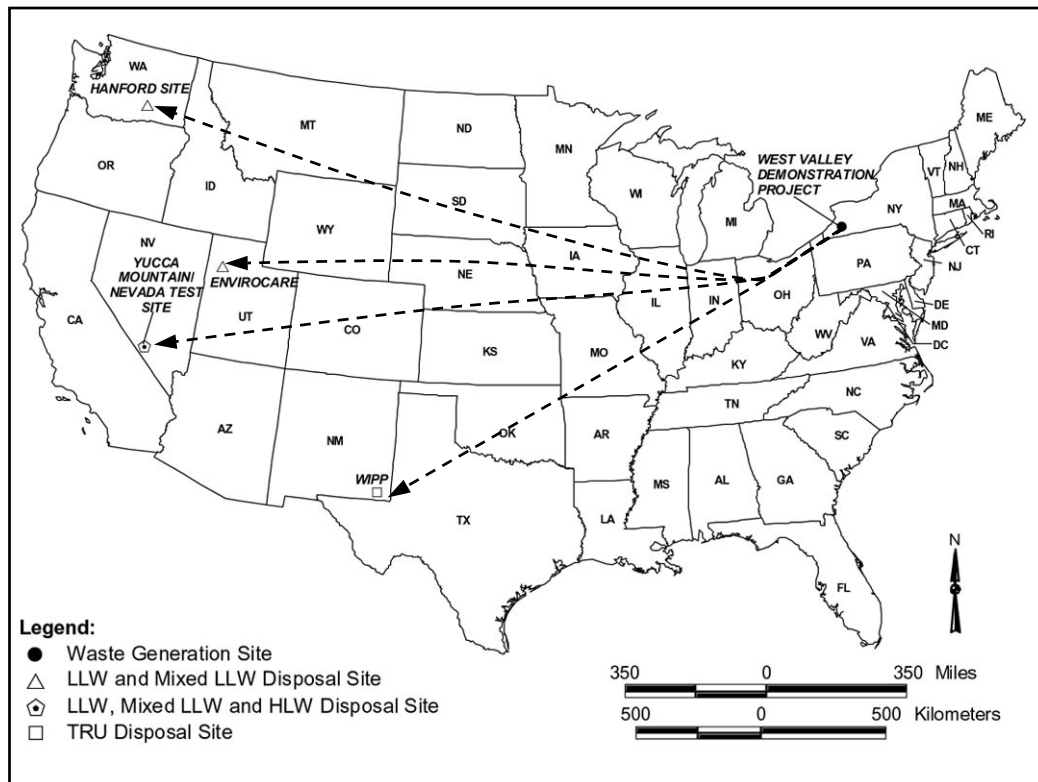 WA
HANFORD SITE
MT
ND
MN
ME
OR
ID
WY
SD
WI
MI
WEST VALLEY
DEMONSTRATION
PROJECT
VT
NH
NY
MA
RI
CT
NV
YUCCA
MOUNTAIN/
NEVADA TEST
SITE
ENVIROCARE
NE
IA
IL
IN
OH
PA
NJ
DE
MD
DC
CA
UT
CO
KS
MO
KY
WV
VA
AZ
NM
OK
AR
TN
NC
SC
WIPP
TX
LA
MS
AL
GA
FL
N
Legend:
Waste Generation Site
LLW and Mixed LLW Disposal Site
LLW, Mixed LLW and HLW Disposal Site
TRU Disposal Site
350 0 350 Miles
500 0 500 Kilometers